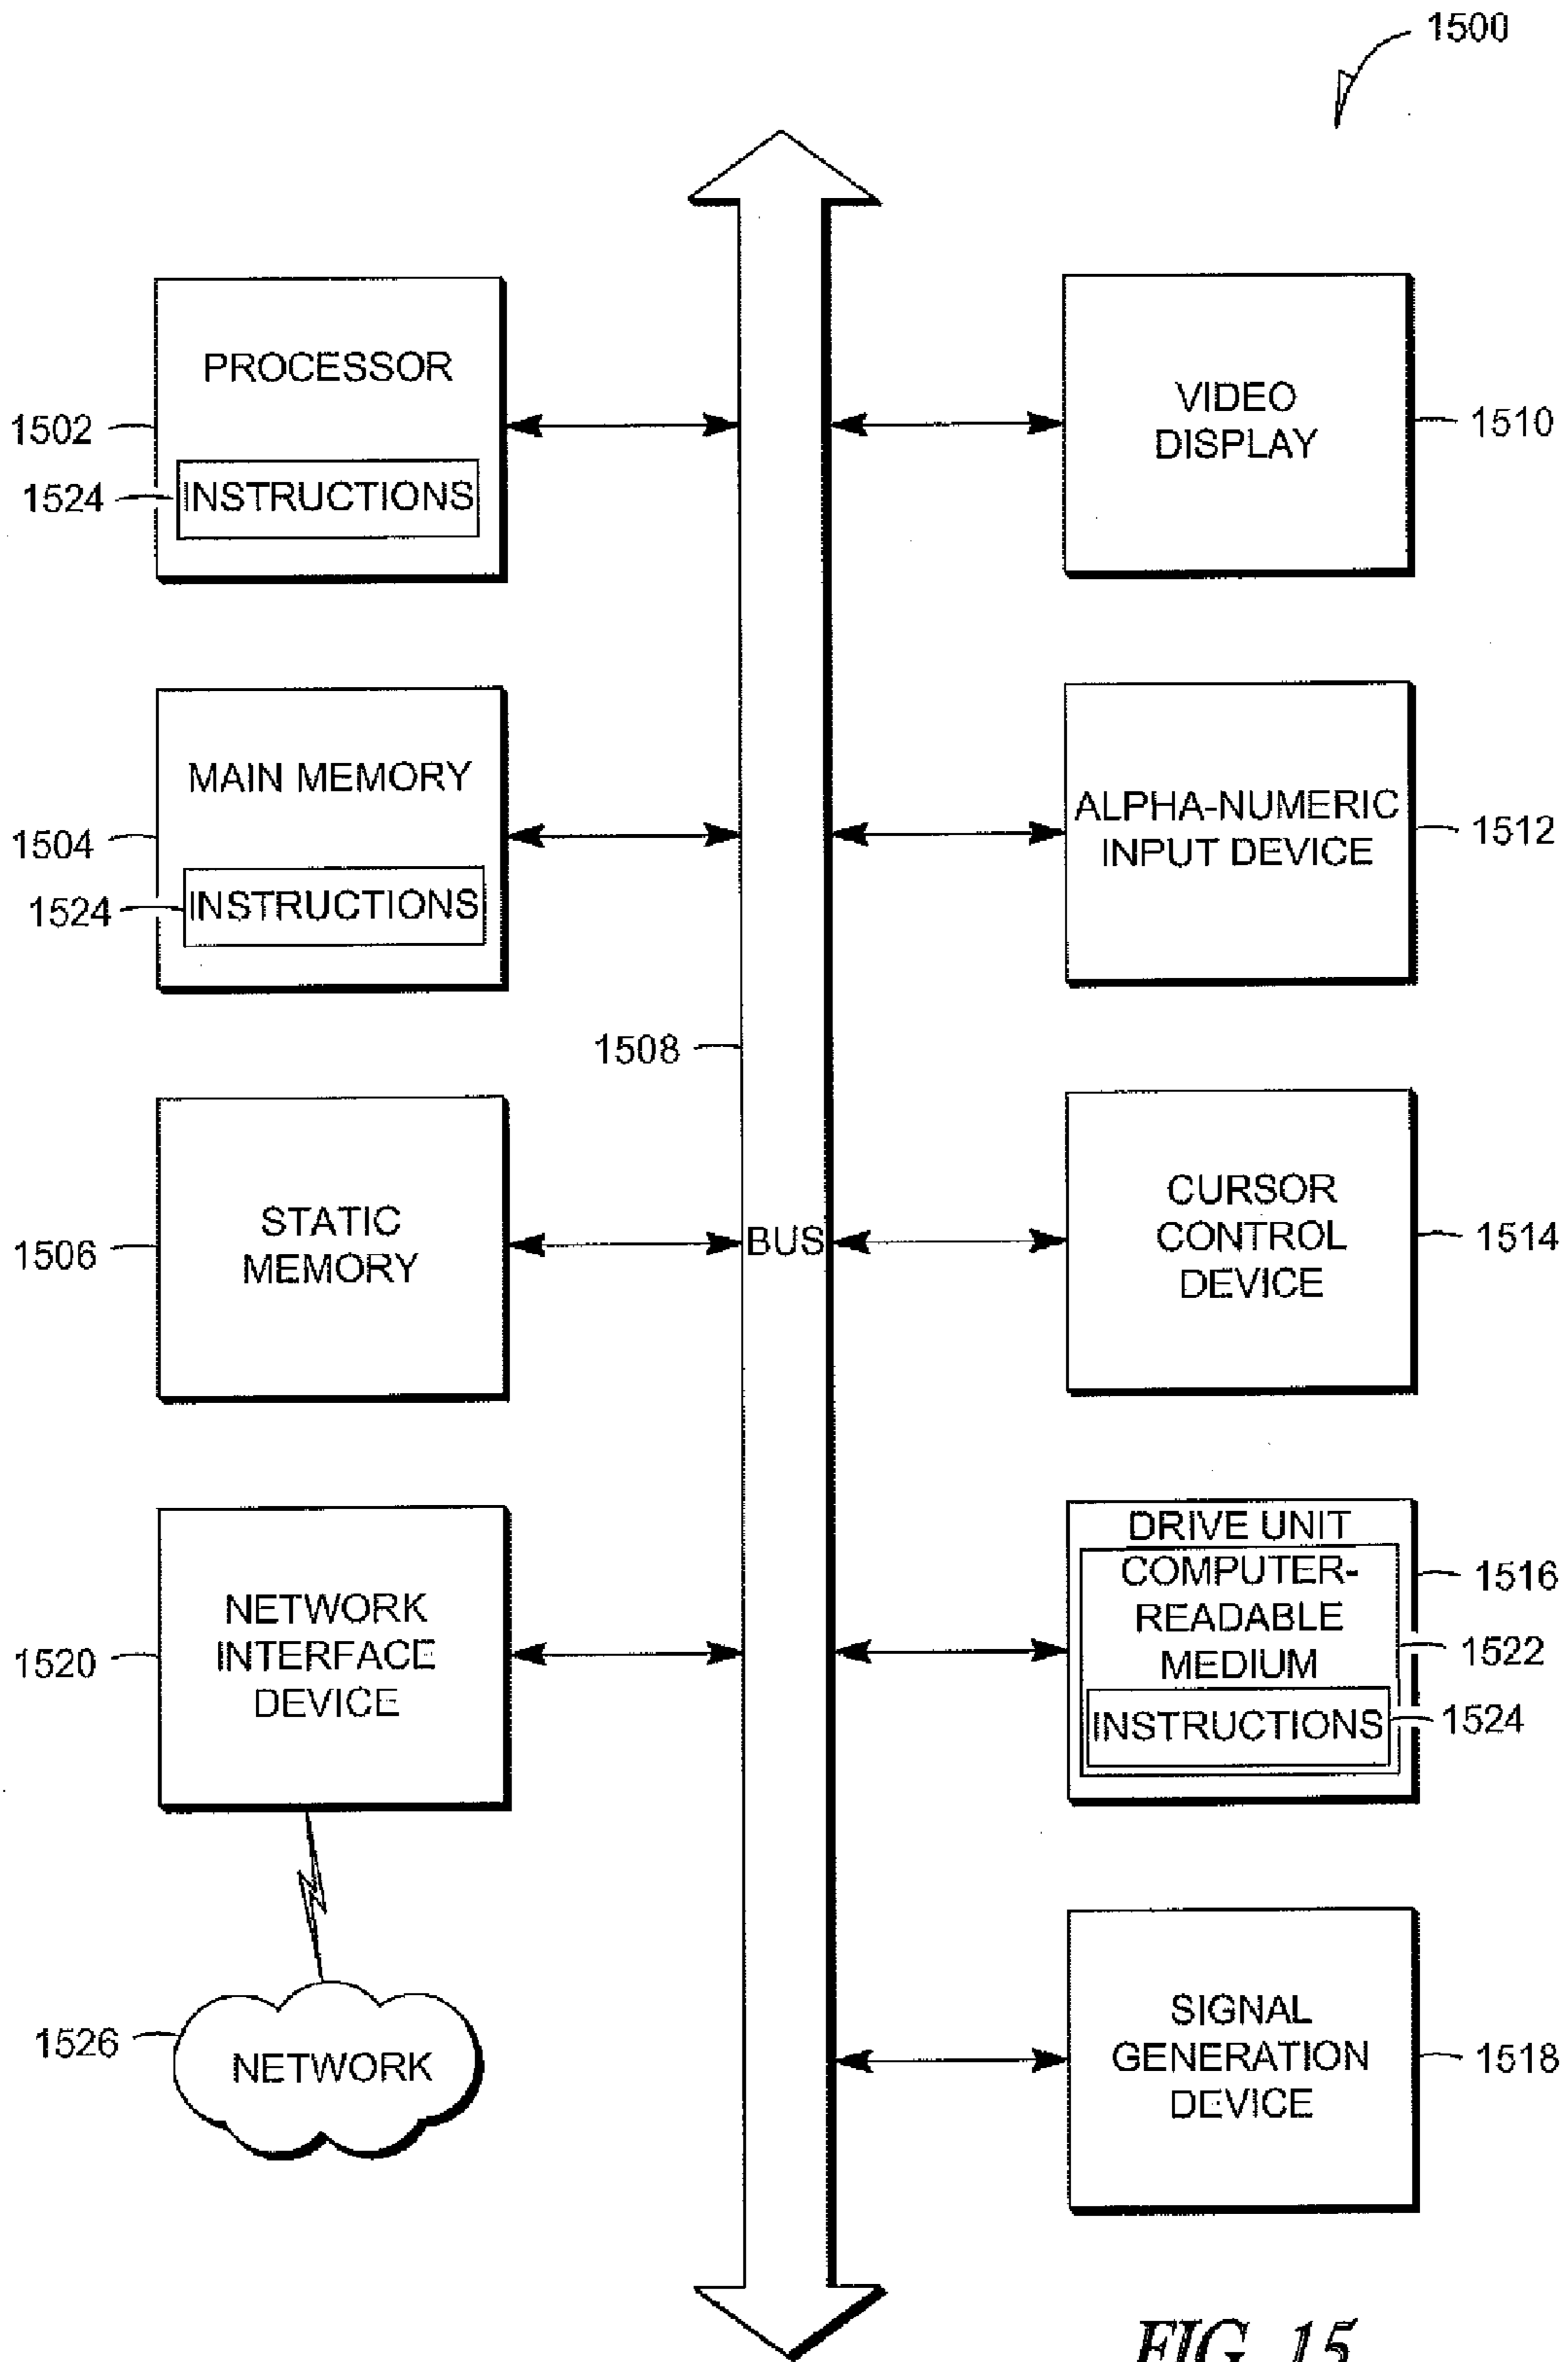 1500
PROCESSOR
1502
1524
INSTRUCTIONS
VIDEO
DISPLAY
1510
MAIN MEMORY
1504
1524
INSTRUCTIONS
ALPHA-NUMERIC
INPUT DEVICE
1512
1508
STATIC
MEMORY
1506
BUS
CURSOR
CONTROL
DEVICE
1514
NETWORK
INTERFACE
DEVICE
1520
DRIVE UNIT
COMPUTER-
READABLE
MEDIUM
INSTRUCTIONS
1516
1522
1524
1526
NETWORK
SIGNAL
GENERATION
DEVICE
1518
FIG. 15